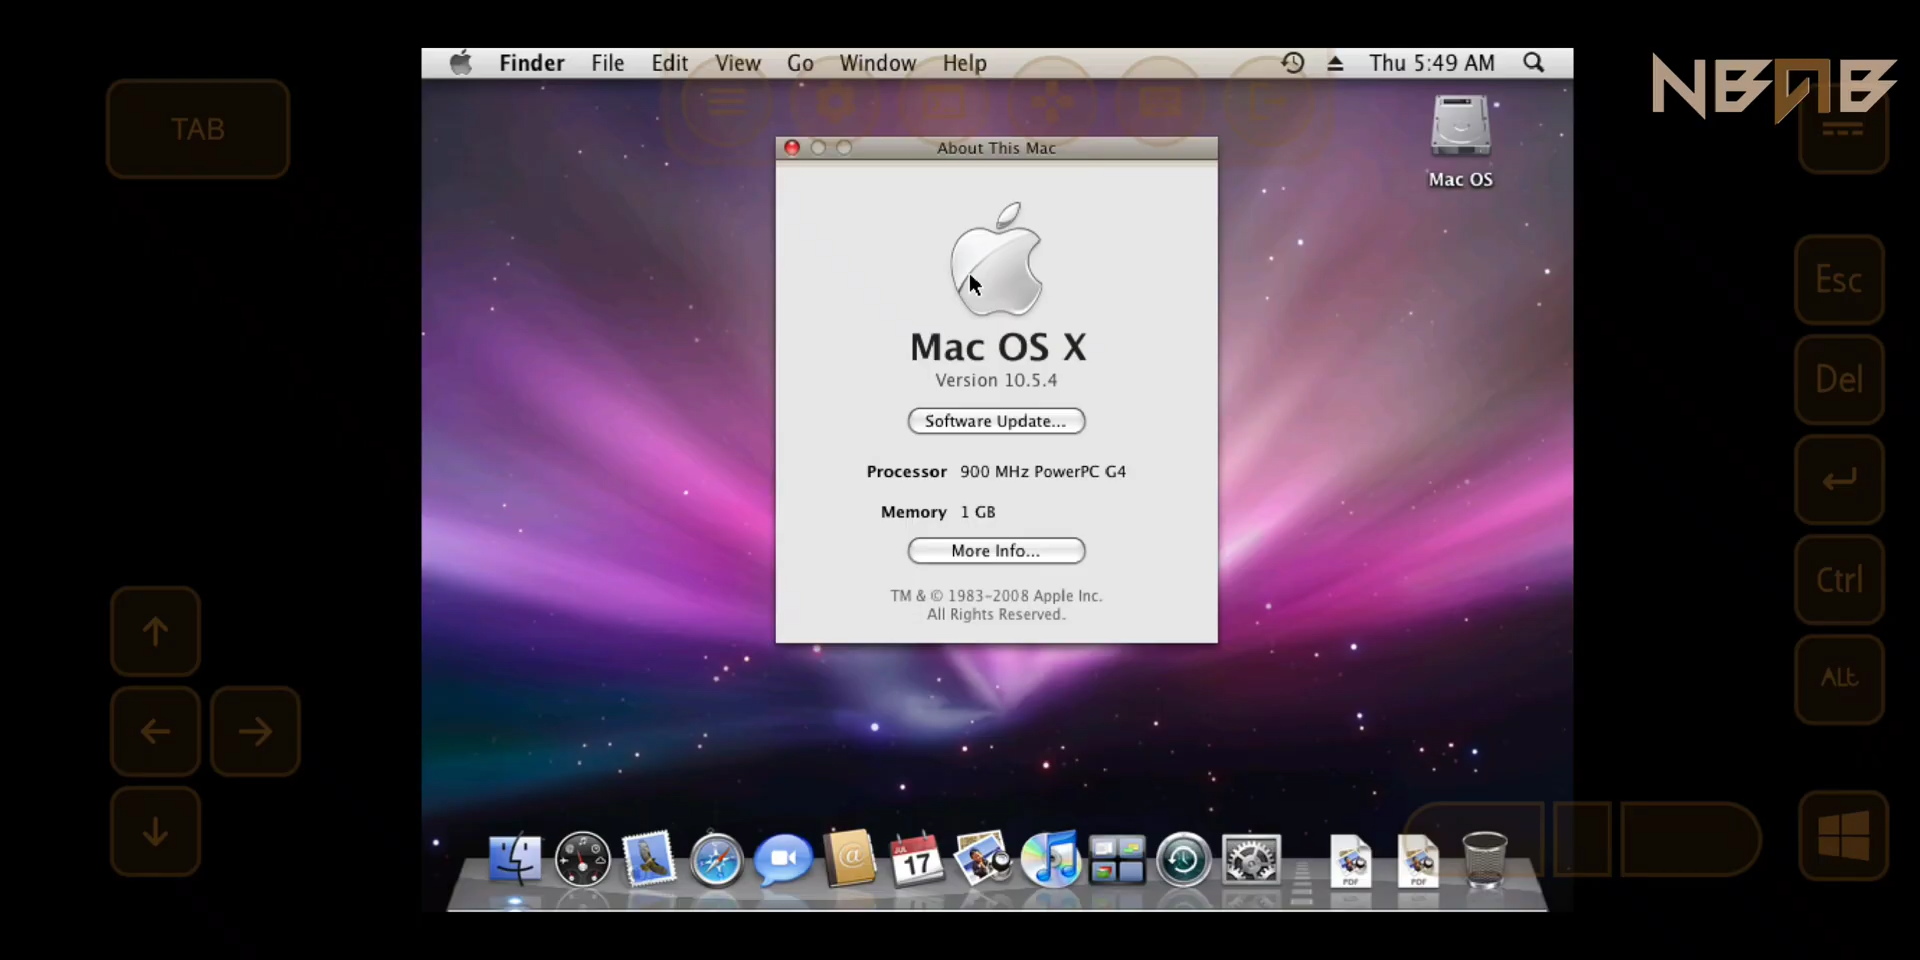 Finder File Edit View Go Window Help Thu 5:49 AM
NBAB
TAB
About This Mac
Mac OS
Mac OS X
Version 10.5.4
Software Update...
Processor 900 MHz PowerPC G4
Memory 1 GB
More Info...
TM & © 1983-2008 Apple Inc.
All Rights Reserved.
Esc
Del
Ctrl
ALt
JUL
17
PDF
PDF